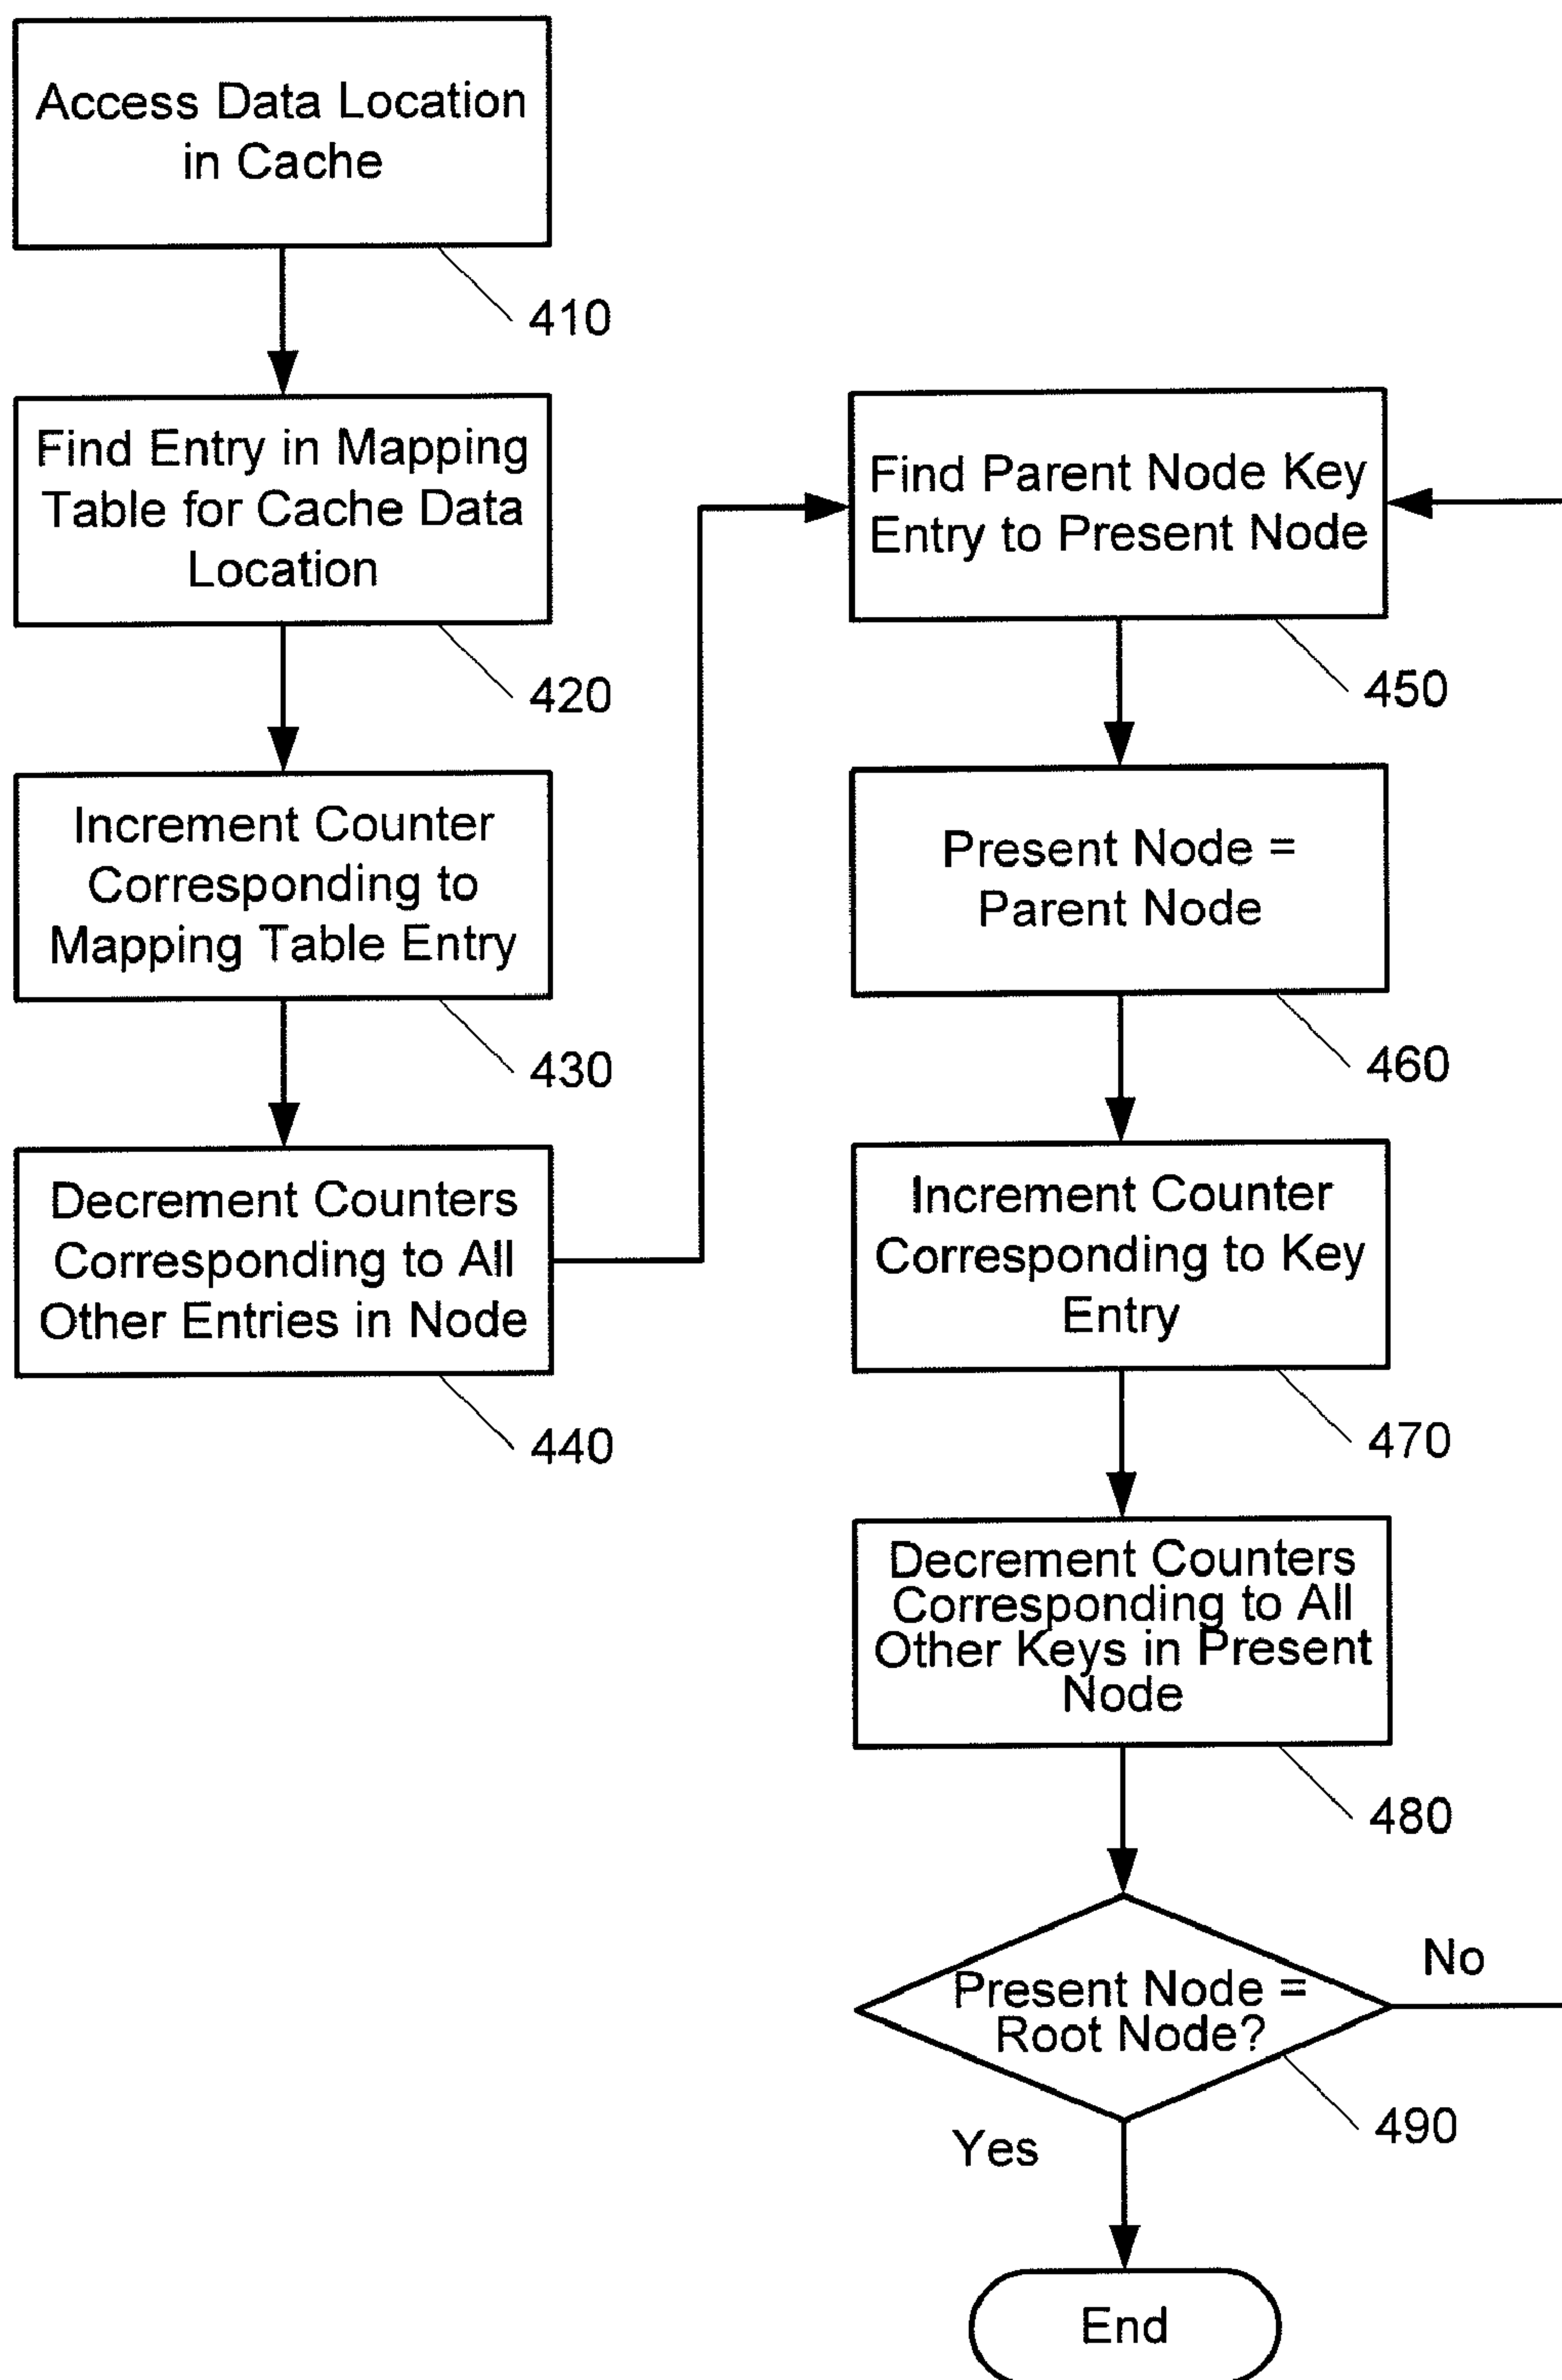 Access Data Location
in Cache
410
Find Entry in Mapping
Table for Cache Data
Location
420
Increment Counter
Corresponding to
Mapping Table Entry
430
Decrement Counters
Corresponding to All
Other Entries in Node
440
Find Parent Node Key
Entry to Present Node
450
Present Node =
Parent Node
460
Increment Counter
Corresponding to Key
Entry
470
Decrement Counters
Corresponding to All
Other Keys in Present
Node
480
Present Node =
Root Node?
No
490
Yes
End